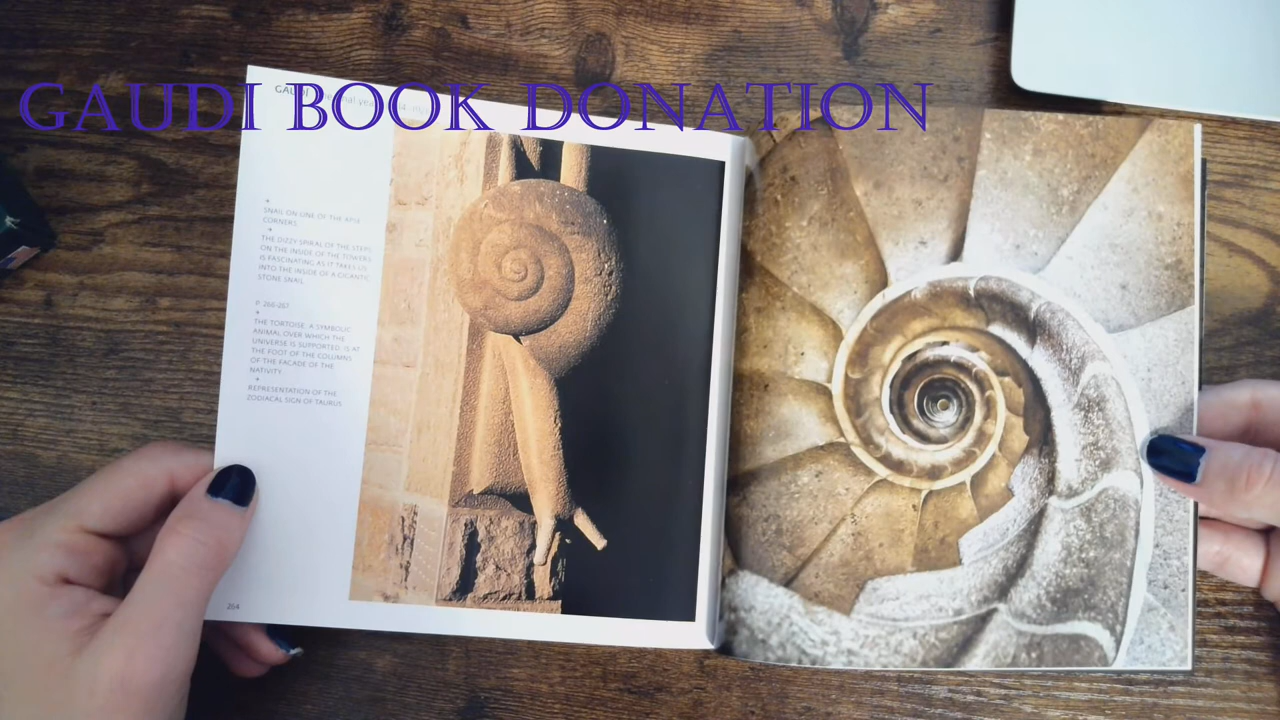 GAUDI BOOK DONATION
GAUDÍ
SNAIL ON ONE OF THE APSE
CORNERS.
THE DIZZY SPIRAL OF THE STEPS
ON THE INSIDE OF THE TOWERS
IS FASCINATING AS IT TAKES US
INTO THE INSIDE OF A GIGANTIC
STONE SNAIL.
P. 266-267
THE TORTOISE, A SYMBOLIC
ANIMAL OVER WHICH THE
UNIVERSE IS SUPPORTED, IS AT
THE FOOT OF THE COLUMNS
OF THE FACADE OF THE
NATIVITY.
REPRESENTATION OF THE
ZODIACAL SIGN OF TAURUS.
264